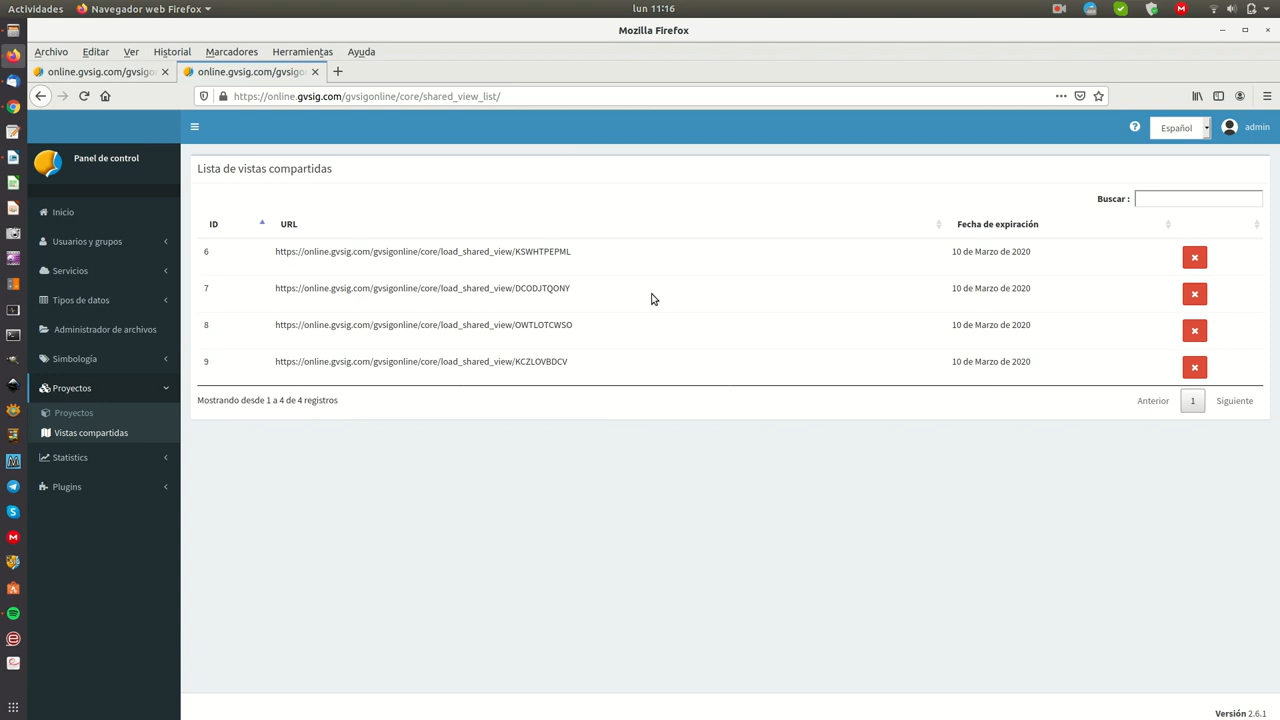 Actividades Navegador web Firefox lun 11:16
Mozilla Firefox
Archivo Editar Ver Historial Marcadores Herramientas Ayuda
online.gvsig.com/gvsigon online.gvsig.com/gvsigo
https://online.gvsig.com/gvsigonline/core/shared_view_list/
Español admin
Panel de control
Lista de vistas compartidas
Buscar :
Inicio
Usuarios y grupos
Servicios
Tipos de datos
Administrador de archivos
Simbología
Proyectos
Proyectos
Vistas compartidas
Statistics
Plugins
ID URL Fecha de expiración
6 https://online.gvsig.com/gvsigonline/core/load_shared_view/KSWHTPEPML 10 de Marzo de 2020
7 https://online.gvsig.com/gvsigonline/core/load_shared_view/DCODJTQONY 10 de Marzo de 2020
8 https://online.gvsig.com/gvsigonline/core/load_shared_view/OWTLOTCWSO 10 de Marzo de 2020
9 https://online.gvsig.com/gvsigonline/core/load_shared_view/KCZLOVBDCV 10 de Marzo de 2020
Mostrando desde 1 a 4 de 4 registros
Anterior 1 Siguiente
Versión 2.6.1